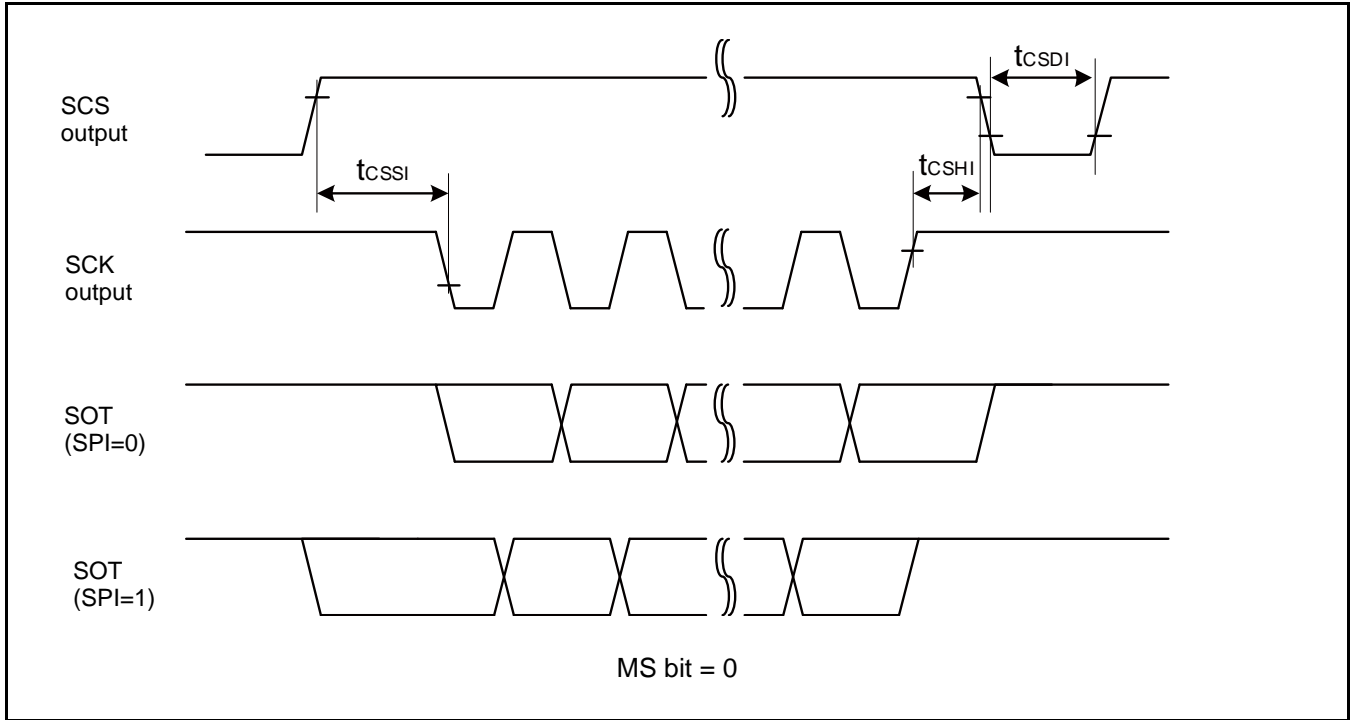 SCS
output
tCSSI
tCSHI
tCSDI
SCK
output
SOT
(SPI=0)
SOT
(SPI=1)
MS bit = 0